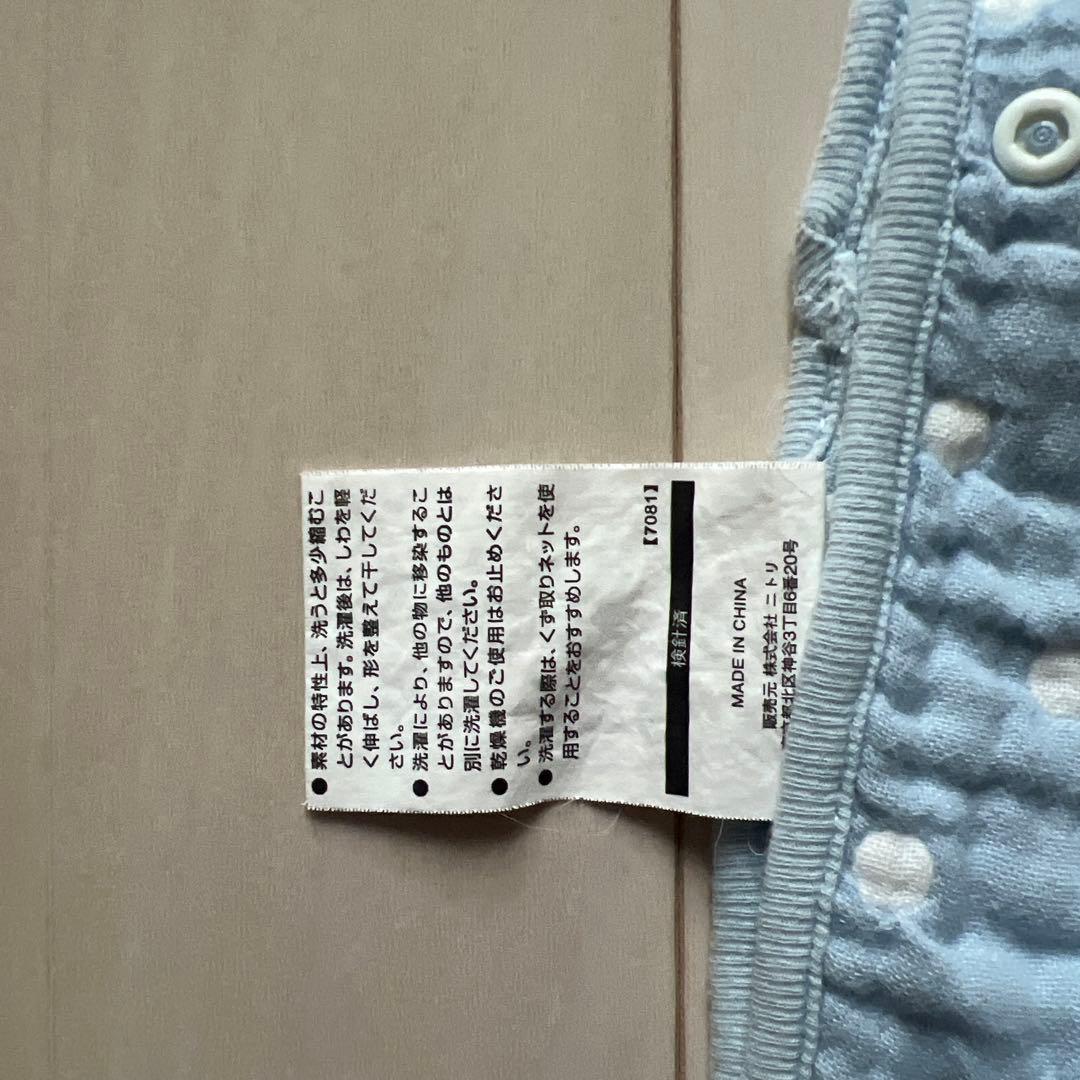 ●素材の特性上、洗うと多少縮むこ
とがあります。洗濯後は、しわを軽
く伸ばし、形を整えて干してくだ
さい。
●洗濯により、他の物に移染するこ
とがありますので、他のものとは
別に洗濯してください。
●乾燥機のご使用はお止めくださ
い。
●洗濯する際は、くず取りネットを使
用することをおすすめします。
【7081】
検針済
MADE IN CHINA
販売元 株式会社 ニトリ
都北区神谷3丁目6番20号